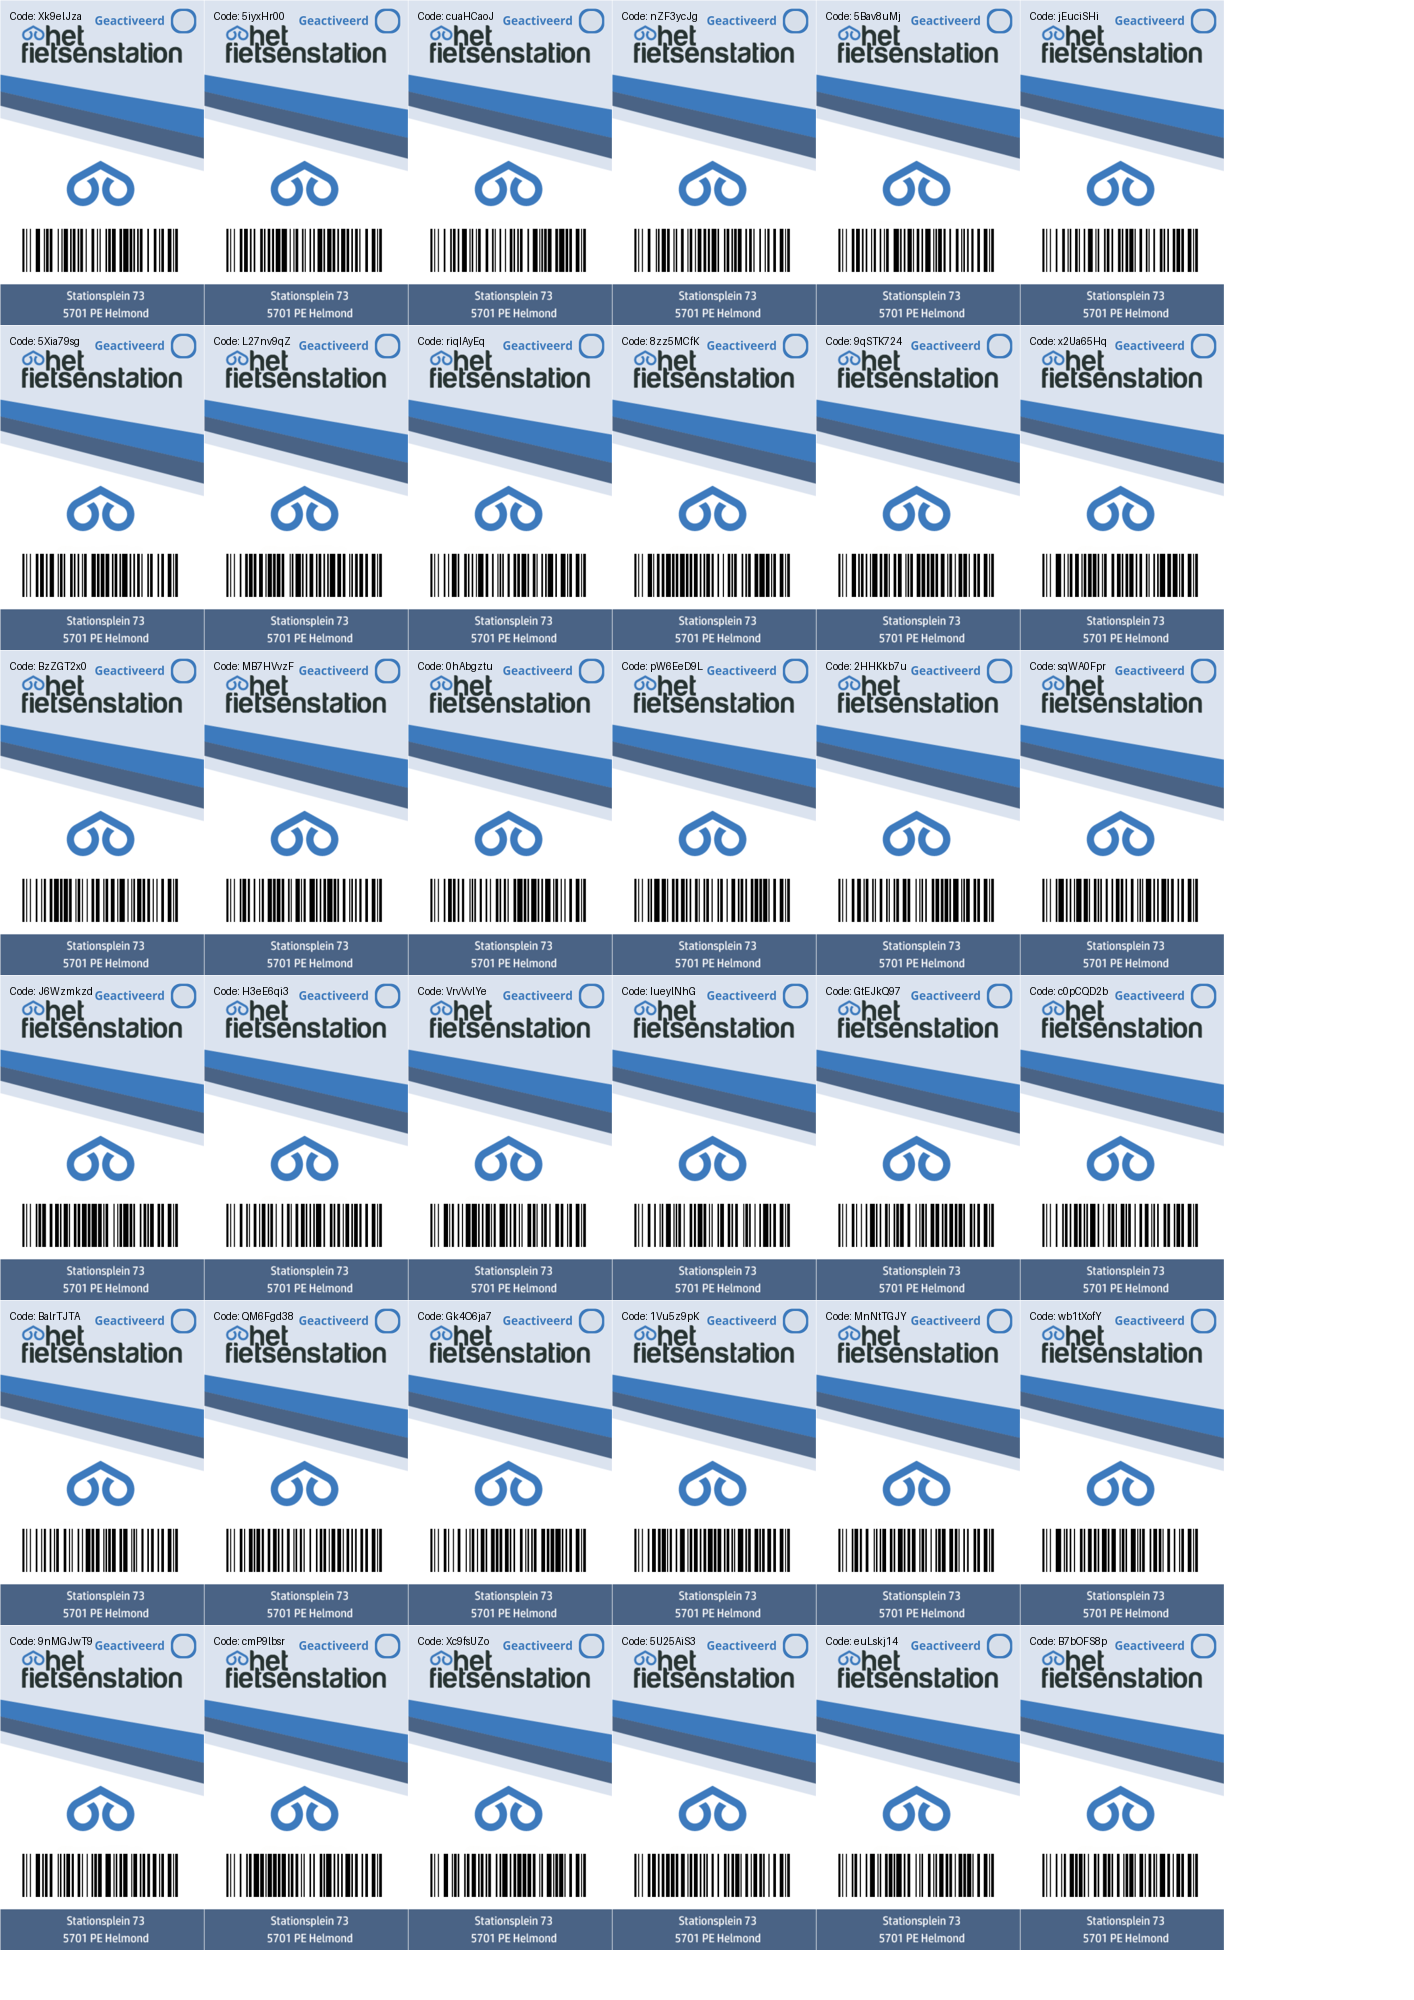 Code: Xk9elJza Geactiveerd Code: 5iyxHr00 Geactiveerd Code: cuaHCaoJ Geactiveerd Code: nZF3ycJg Geactiveerd Code: 5Bav8uMj Geactiveerd Code: jEuciSHi Geactiveerd
het het het het het het
fietsenstation fietsenstation fietsenstation fietsenstation fietsenstation fietsenstation
Stationsplein 73 Stationsplein 73 Stationsplein 73 Stationsplein 73 Stationsplein 73 Stationsplein 73
5701 PE Helmond 5701 PE Helmond 5701 PE Helmond 5701 PE Helmond 5701 PE Helmond 5701 PE Helmond
Code: 5Xia79sg Geactiveerd Code: L27nv9qZ Geactiveerd Code: riqlAyEq Geactiveerd Code: 8zz5MCfK Geactiveerd Code: 9qSTK724 Geactiveerd Code: x2Ua65Hq Geactiveerd
het het het het het het
fietsenstation fietsenstation fietsenstation fietsenstation fietsenstation fietsenstation
Stationsplein 73 Stationsplein 73 Stationsplein 73 Stationsplein 73 Stationsplein 73 Stationsplein 73
5701 PE Helmond 5701 PE Helmond 5701 PE Helmond 5701 PE Helmond 5701 PE Helmond 5701 PE Helmond
Code: BzZGT2x0 Geactiveerd Code: MB7HVvzF Geactiveerd Code: 0hAbgztu Geactiveerd Code: pW6EeD9L Geactiveerd Code: 2HHKkb7u Geactiveerd Code: sqWA0Fpr Geactiveerd
het het het het het het
fietsenstation fietsenstation fietsenstation fietsenstation fietsenstation fietsenstation
Stationsplein 73 Stationsplein 73 Stationsplein 73 Stationsplein 73 Stationsplein 73 Stationsplein 73
5701 PE Helmond 5701 PE Helmond 5701 PE Helmond 5701 PE Helmond 5701 PE Helmond 5701 PE Helmond
Code: J6Wzmkzd Geactiveerd Code: H3eE6qi3 Geactiveerd Code: VrvVvlYe Geactiveerd Code: lueylNhG Geactiveerd Code: GtEJkQ97 Geactiveerd Code: c0pCQD2b Geactiveerd
het het het het het het
fietsenstation fietsenstation fietsenstation fietsenstation fietsenstation fietsenstation
Stationsplein 73 Stationsplein 73 Stationsplein 73 Stationsplein 73 Stationsplein 73 Stationsplein 73
5701 PE Helmond 5701 PE Helmond 5701 PE Helmond 5701 PE Helmond 5701 PE Helmond 5701 PE Helmond
Code: BalrTJTA Geactiveerd Code: QM6Fgd38 Geactiveerd Code: Gk4O6ja7 Geactiveerd Code: 1Vu5z9pK Geactiveerd Code: MnNtTGJY Geactiveerd Code: wb1tXofY Geactiveerd
het het het het het het
fietsenstation fietsenstation fietsenstation fietsenstation fietsenstation fietsenstation
Stationsplein 73 Stationsplein 73 Stationsplein 73 Stationsplein 73 Stationsplein 73 Stationsplein 73
5701 PE Helmond 5701 PE Helmond 5701 PE Helmond 5701 PE Helmond 5701 PE Helmond 5701 PE Helmond
Code: 9nMGJwT9 Geactiveerd Code: cmP9lbsr Geactiveerd Code: Xc9fsUZo Geactiveerd Code: 5U25AiS3 Geactiveerd Code: euLskj14 Geactiveerd Code: B7bOFS8p Geactiveerd
het het het het het het
fietsenstation fietsenstation fietsenstation fietsenstation fietsenstation fietsenstation
Stationsplein 73 Stationsplein 73 Stationsplein 73 Stationsplein 73 Stationsplein 73 Stationsplein 73
5701 PE Helmond 5701 PE Helmond 5701 PE Helmond 5701 PE Helmond 5701 PE Helmond 5701 PE Helmond